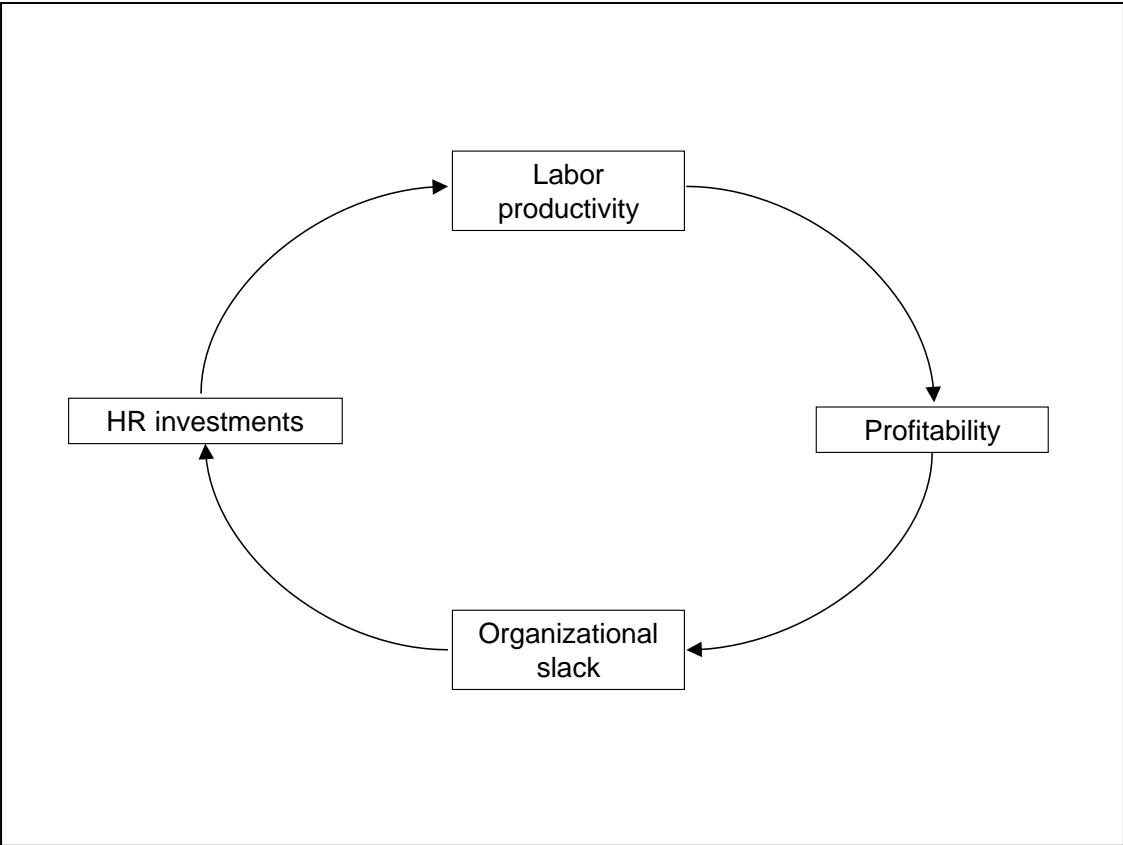 Labor
productivity
HR investments
Profitability
Organizational
slack